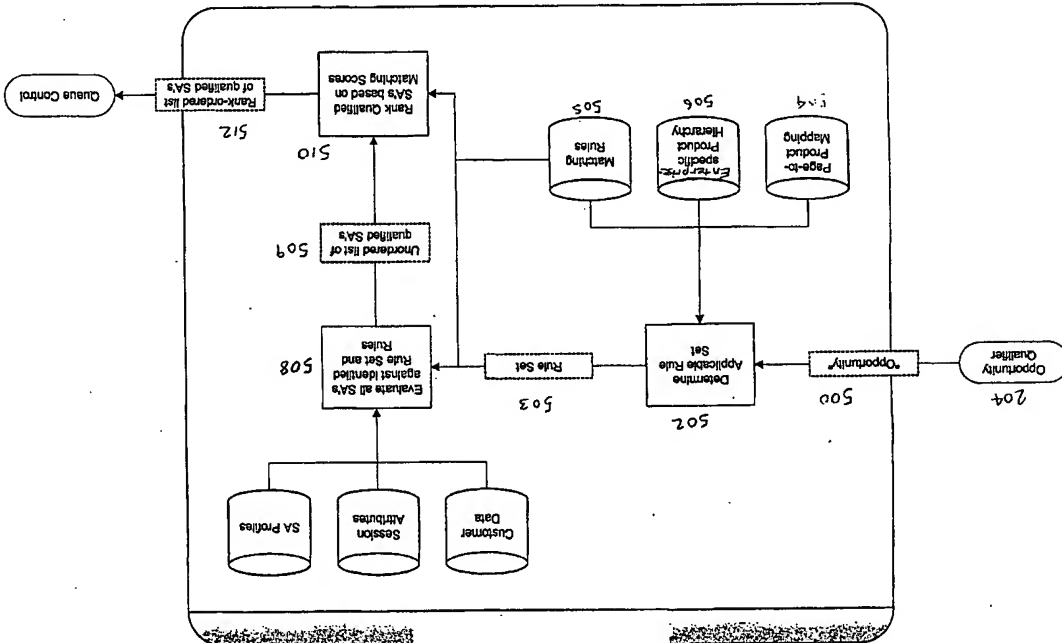 Customer
Data
Session
Attributes
SA Profiles
204
Opportunity
Qualifier
500
"Opportunity"
502
Determine
Applicable Rule
Set
503
Rule Set
508
Evaluate all SA's
against identified
Rule Set and
Rules
509
Unordered list of
qualified SA's
Page-to-
Product
Mapping
Enterprise
specific
Product
Hierarchy
506
Matching
Rules
505
510
Rank Qualified
SA's based on
Matching Scores
512
Rank-ordered list
of qualified SA's
Queue Control